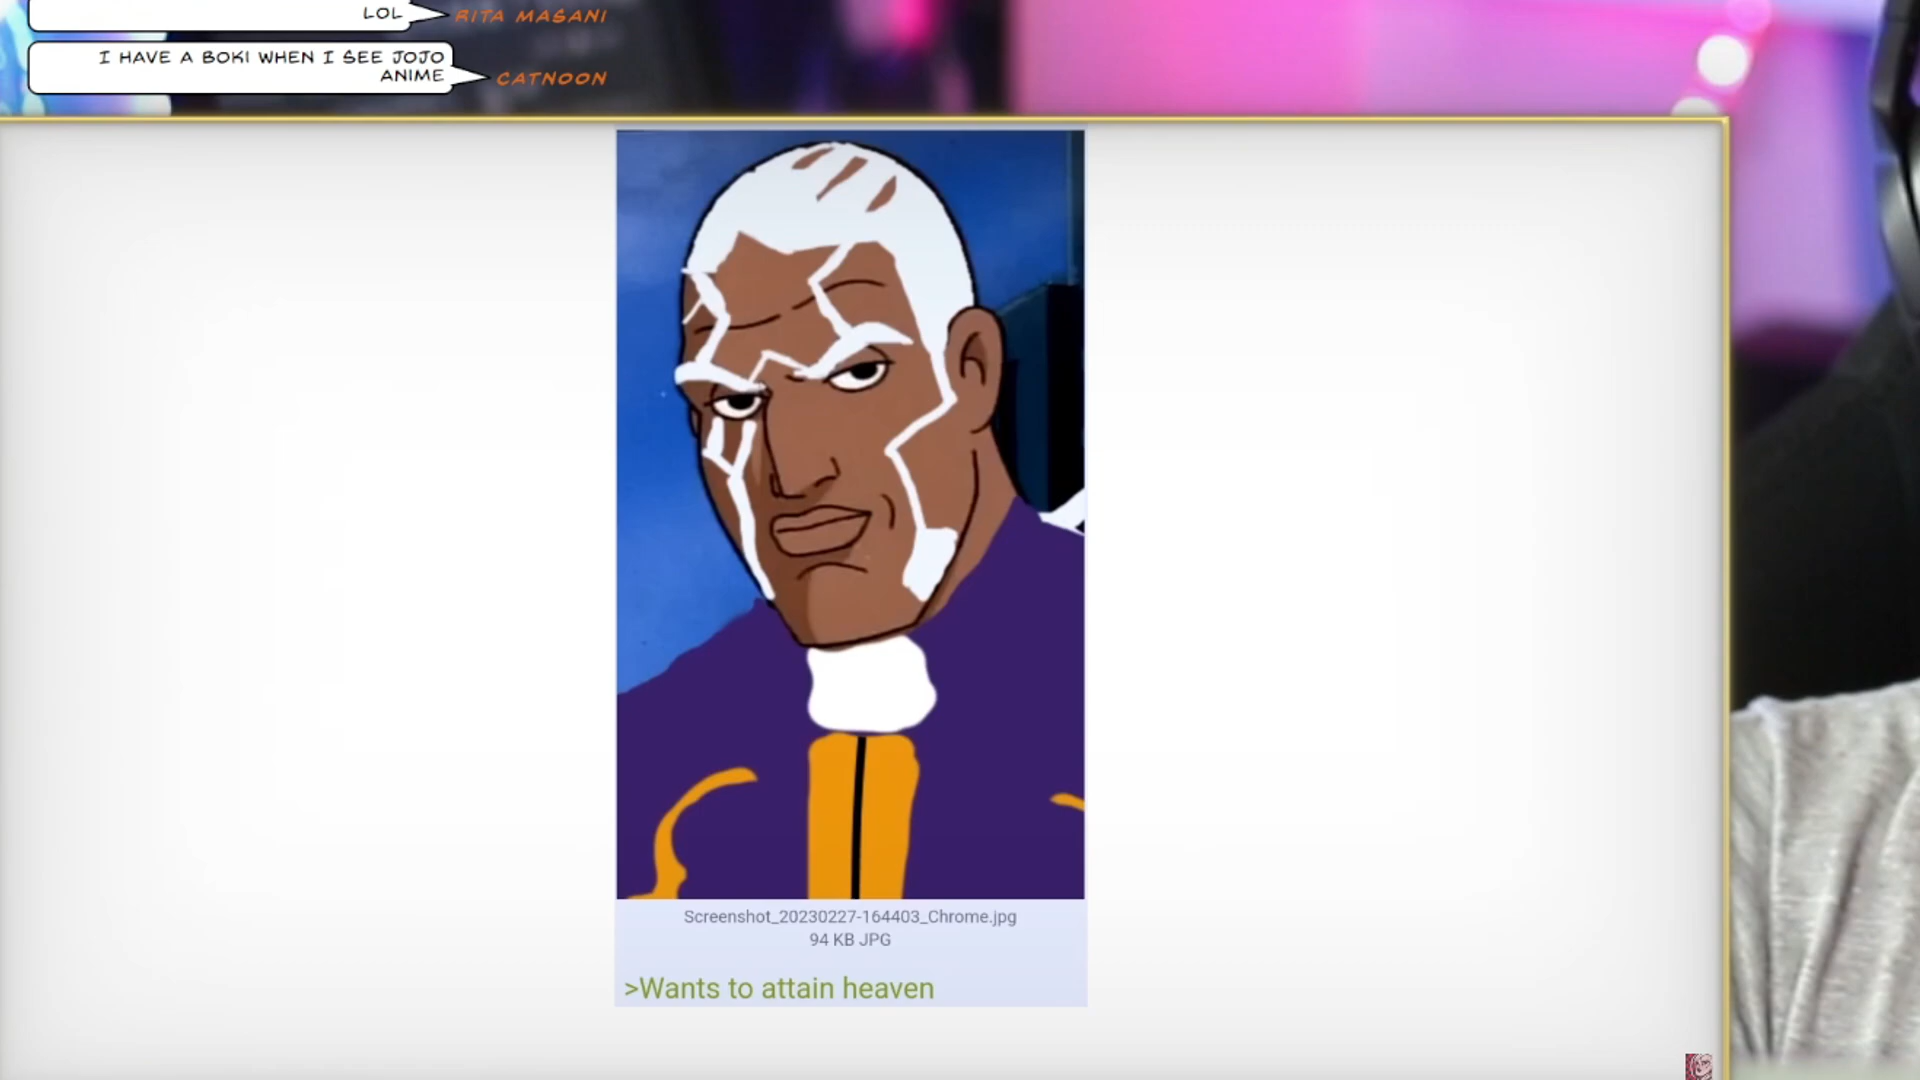 LOL
RITA MASANI
I HAVE A BOKI WHEN I SEE JOJO
ANIME
CATNOON
Screenshot_20230227-164403_Chrome.jpg
94 KB JPG
>Wants to attain heaven